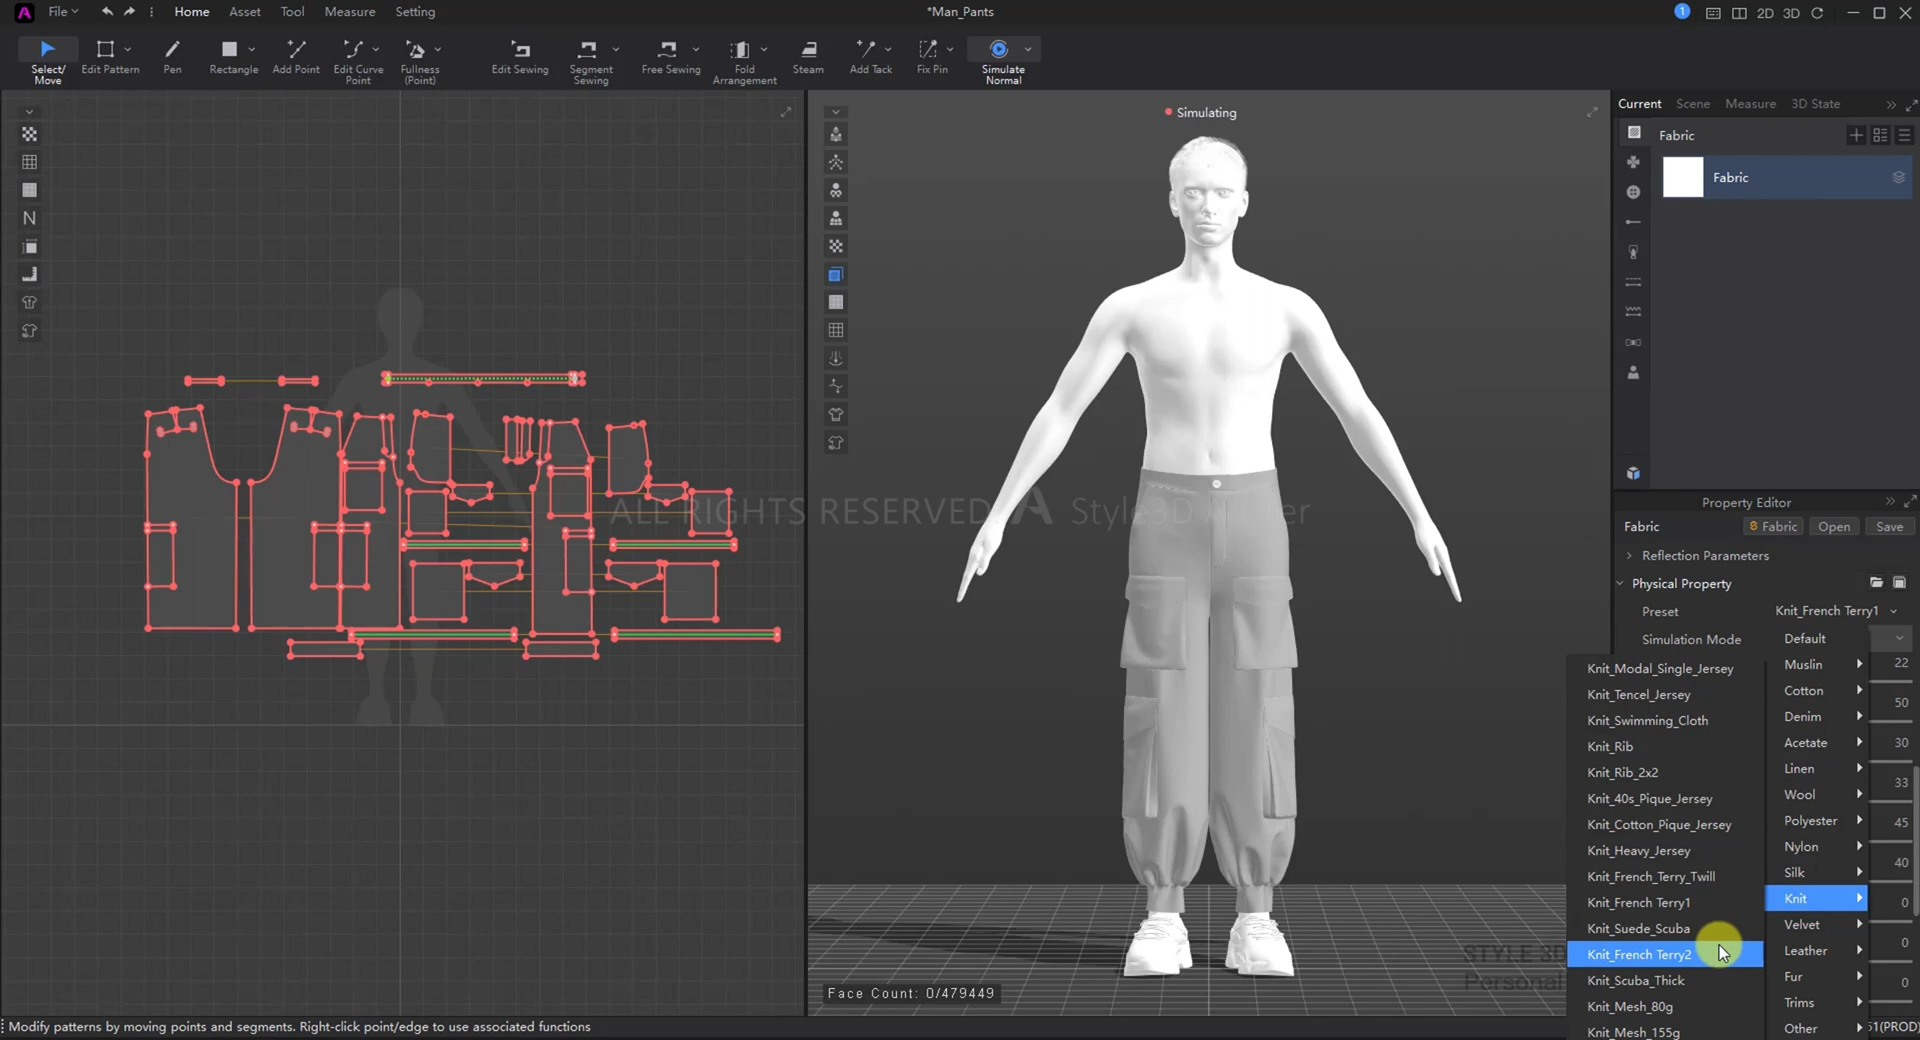 File
Home
Asset
Tool
Measure
Setting
*Man_Pants
1
2D
3D
Select/
Move
Edit Pattern
Pen
Rectangle
Add Point
Edit Curve
Point
Fullness
(Point)
Edit Sewing
Segment
Sewing
Free Sewing
Fold
Arrangement
Steam
Add Tack
Fix Pin
Simulate
Normal
Simulating
Current
Scene
Measure
3D State
Fabric
Fabric
ALL RIGHTS RESERVED
Property Editor
Fabric
Fabric
Open
Save
Reflection Parameters
Physical Property
Preset
Knit_French Terry1
Simulation Mode
Default
Muslin
22
Cotton
50
Denim
Acetate
30
Linen
33
Wool
Polyester
45
Nylon
40
Silk
Knit
0
Velvet
0
Leather
Fur
0
Trims
Other
Knit_Modal_Single_Jersey
Knit_Tencel_Jersey
Knit_Swimming_Cloth
Knit_Rib
Knit_Rib_2x2
Knit_40s_Pique_Jersey
Knit_Cotton_Pique_Jersey
Knit_Heavy_Jersey
Knit_French_Terry_Twill
Knit_French Terry1
Knit_Suede_Scuba
Knit_French Terry2
Knit_Scuba_Thick
Knit_Mesh_80g
Knit_Mesh_155g
STYLE 3D
Personal
Face Count: 0/479449
Modify patterns by moving points and segments. Right-click point/edge to use associated functions
(PROD)